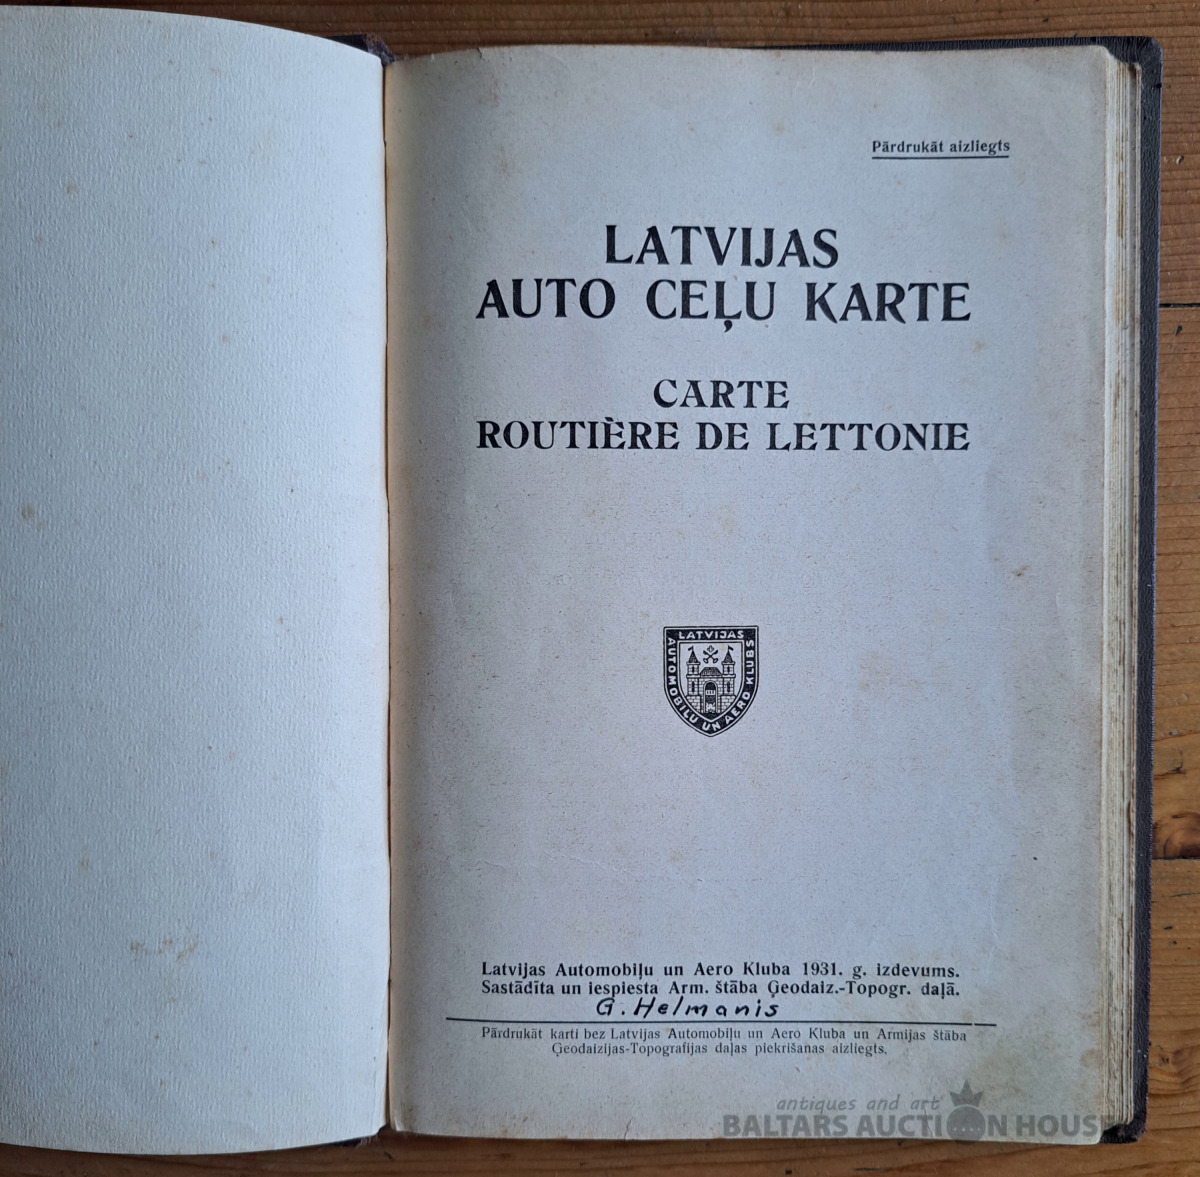 Pārdrukāt aizliegts
LATVIJAS
AUTO CEĻU KARTE
CARTE
ROUTIÈRE DE LETTONIE
LATVIJAS
AUTOMOBIĻU UN AERO KLUBS
Latvijas Automobiļu un Aero Kluba 1931. g. izdevums.
Sastādīta un iespiesta Arm. štāba Ģeodaiz.-Topogr. daļā.
G. Helmanis
Pārdrukāt karti bez Latvijas Automobiļu un Aero Kluba un Armijas štāba
Ģeodaizijas-Topografijas daļas piekrišanas aizliegts.
antiques and art
BALTARS AUCTION HOUSE